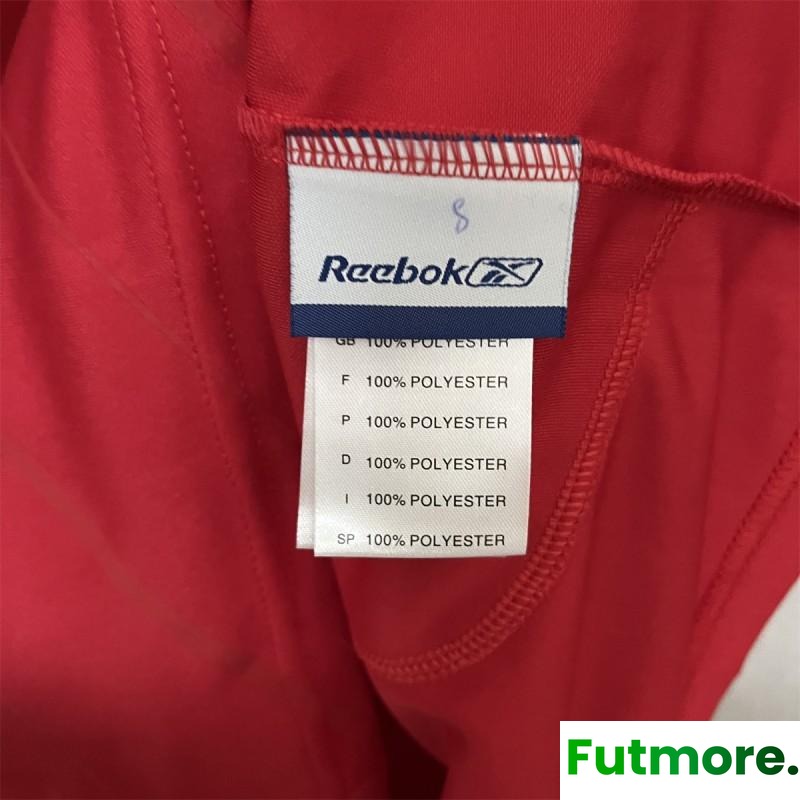 8
Reebok
GB 100% POLYESTER
F 100% POLYESTER
P 100% POLYESTER
D 100% POLYESTER
I 100% POLYESTER
SP 100% POLYESTER
Futmore.